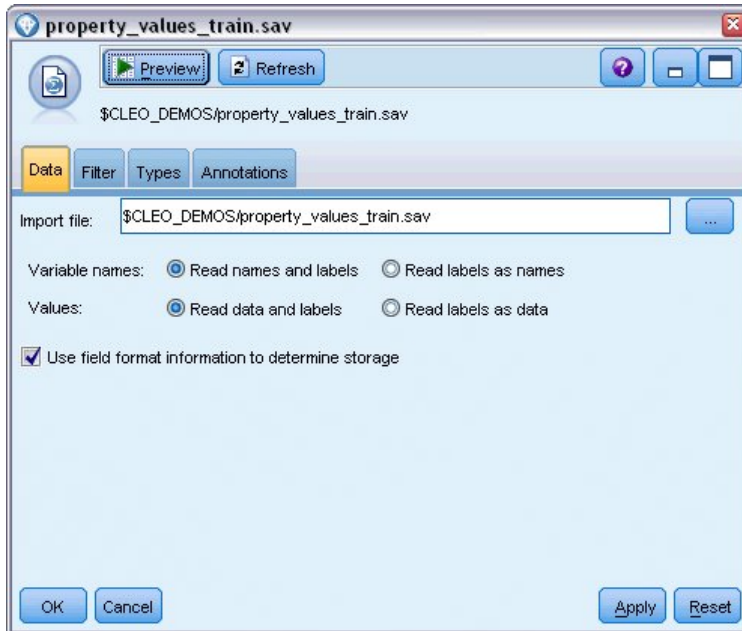 property_values_train.sav
Preview Refresh
$CLEO_DEMOS/property_values_train.sav
Data Filter Types Annotations
Import file: $CLEO_DEMOS/property_values_train.sav ...
Variable names: Read names and labels Read labels as names
Values: Read data and labels Read labels as data
Use field format information to determine storage
OK Cancel Apply Reset